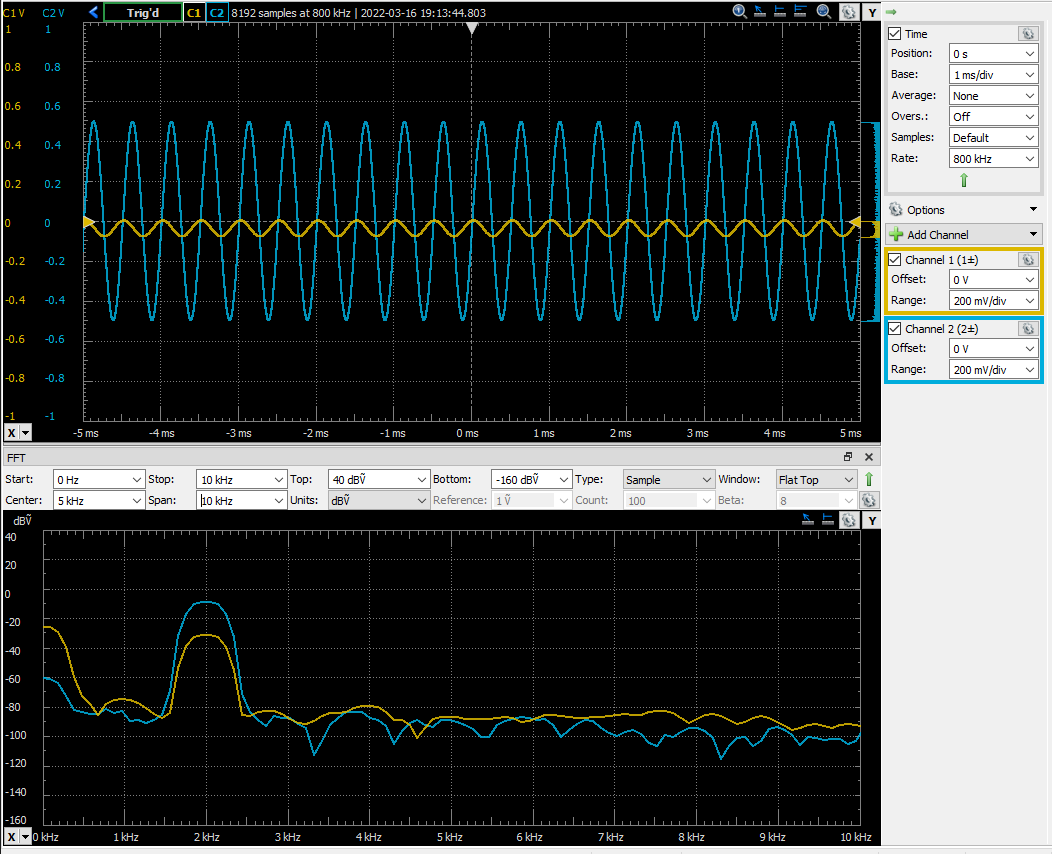 C1 V C2 V Trig'd C1 C2 8192 samples at 800 kHz | 2022-03-16 19:13:44.803 Y
1 1
0.8 0.8
0.6 0.6
0.4 0.4
0.2 0.2
0 0
-0.2 -0.2
-0.4 -0.4
-0.6 -0.6
-0.8 -0.8
-1 -1
X -5 ms -4 ms -3 ms -2 ms -1 ms 0 ms 1 ms 2 ms 3 ms 4 ms 5 ms
Time
Position: 0 s
Base: 1 ms/div
Average: None
Overs.: Off
Samples: Default
Rate: 800 kHz
Options
Add Channel
Channel 1 (1±)
Offset: 0 V
Range: 200 mV/div
Channel 2 (2±)
Offset: 0 V
Range: 200 mV/div
FFT
Start: 0 Hz Stop: 10 kHz Top: 40 dBṼ Bottom: -160 dBṼ Type: Sample Window: Flat Top
Center: 5 kHz Span: 10 kHz Units: dBṼ Reference: 1 Ṽ Count: 100 Beta: 8
dBṼ Y
40
20
0
-20
-40
-60
-80
-100
-120
-140
-160
X 0 kHz 1 kHz 2 kHz 3 kHz 4 kHz 5 kHz 6 kHz 7 kHz 8 kHz 9 kHz 10 kHz